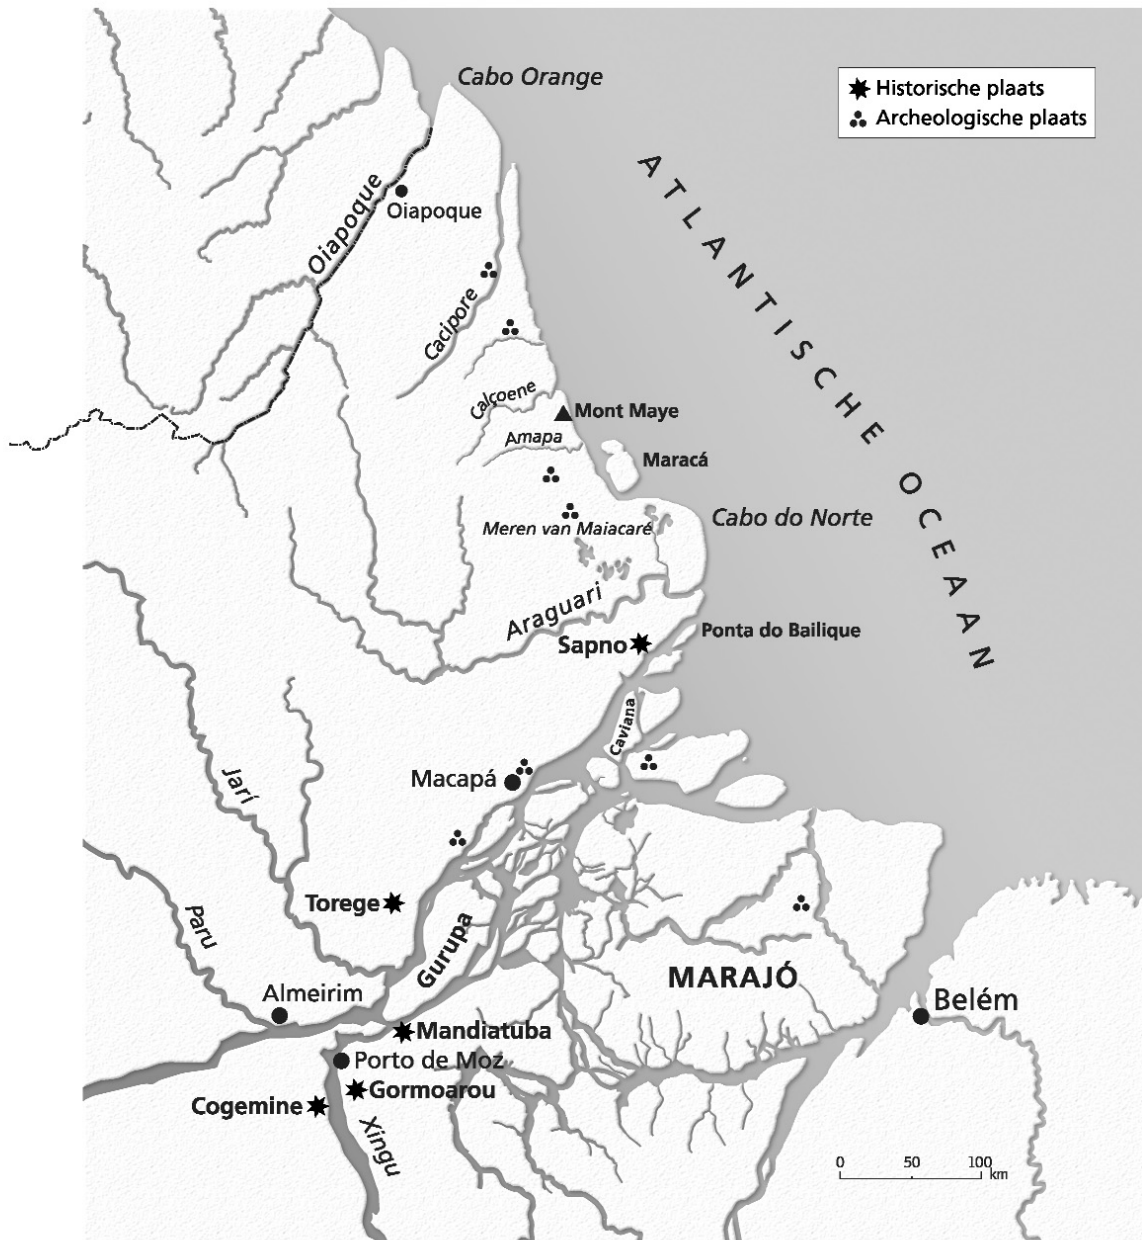 Cabo Orange
Historische plaats
Archeologische plaats
ATLANTISCHE OCEAAN
Oiapoque
Oiapoque
Cacipore
Calçoene
Mont Maye
Amapa
Maracá
Meren van Maiacaré
Cabo do Norte
Araguari
Sapno
Ponta do Bailique
Caviana
Jarí
Macapá
Paru
Torege
Gurupa
MARAJÓ
Almeirim
Belém
Mandiatuba
Porto de Moz
Gormoarou
Cogemine
Xingu
0 50 100
km